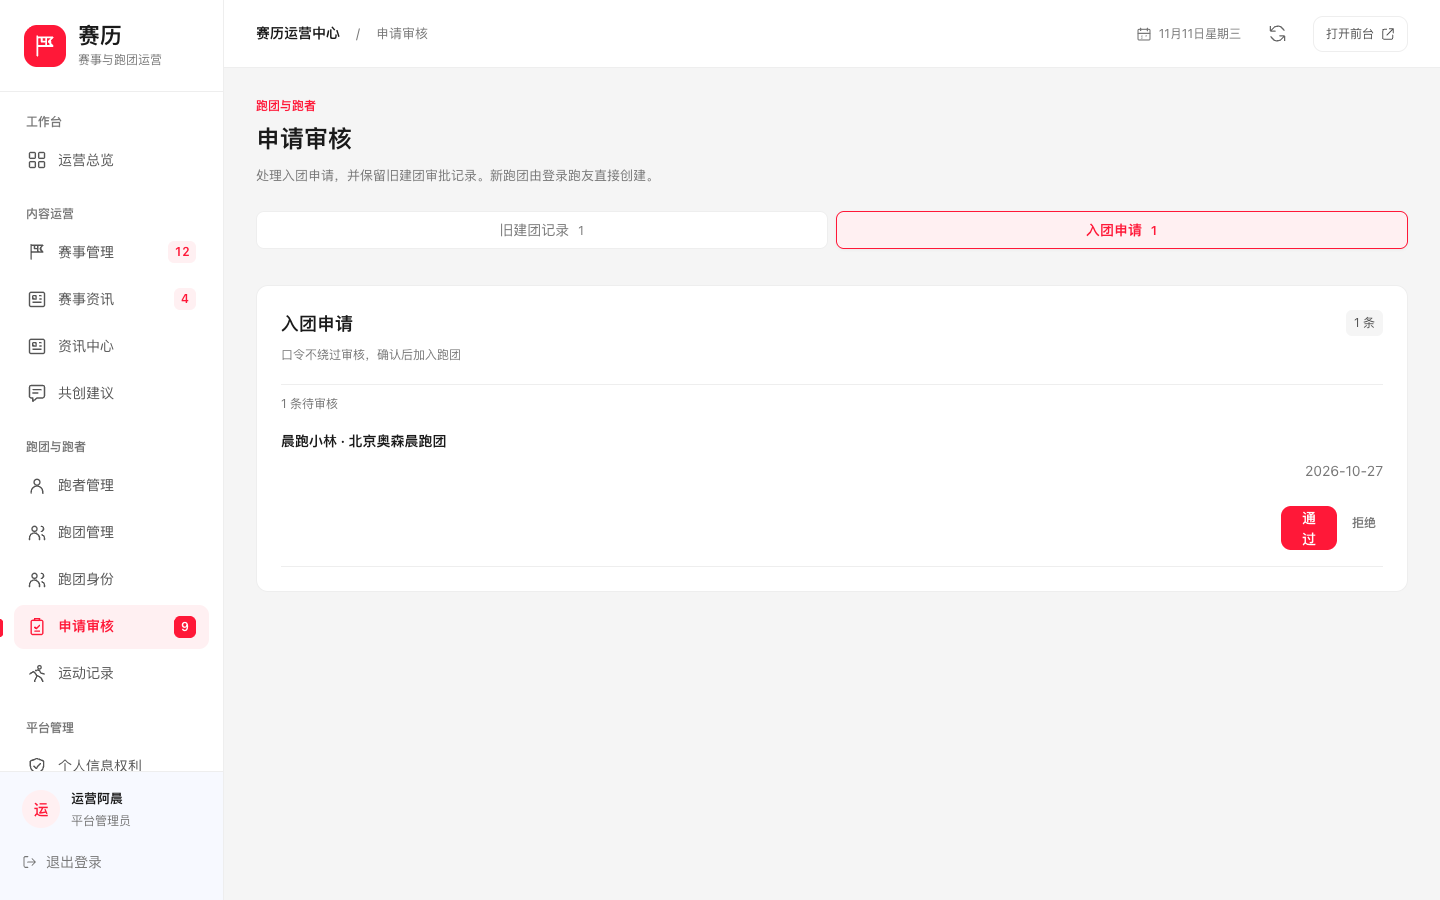 赛历
赛事与跑团运营
工作台
运营总览
内容运营
赛事管理 12
赛事资讯 4
资讯中心
共创建议
跑团与跑者
跑者管理
跑团管理
跑团身份
申请审核 9
运动记录
平台管理
个人信息权利
运 运营阿晨
平台管理员
退出登录
赛历运营中心 / 申请审核
11月11日星期三 打开前台
跑团与跑者
申请审核
处理入团申请，并保留旧建团审批记录。新跑团由登录跑友直接创建。
旧建团记录 1 入团申请 1
入团申请 1 条
口令不绕过审核，确认后加入跑团
1 条待审核
晨跑小林 · 北京奥森晨跑团
2026-10-27
通
过
拒绝